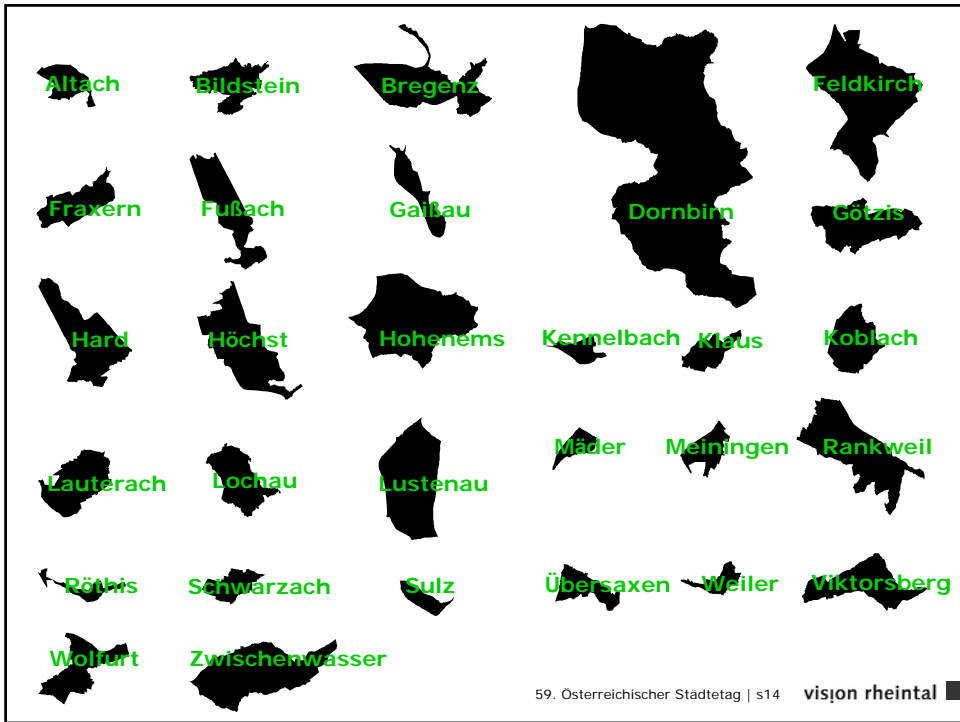 Altach
Bildstein
Bregenz
Feldkirch
Fraxern
Fußach
Gaißau
Dornbirn
Götzis
Hard
Höchst
Hohenems
Kennelbach
Klaus
Koblach
Lauterach
Lochau
Lustenau
Mäder
Meiningen
Rankweil
Röthis
Schwarzach
Sulz
Übersaxen
Weiler
Viktorsberg
Wolfurt
Zwischenwasser
59. Österreichischer Städtetag | s14
vision rheintal